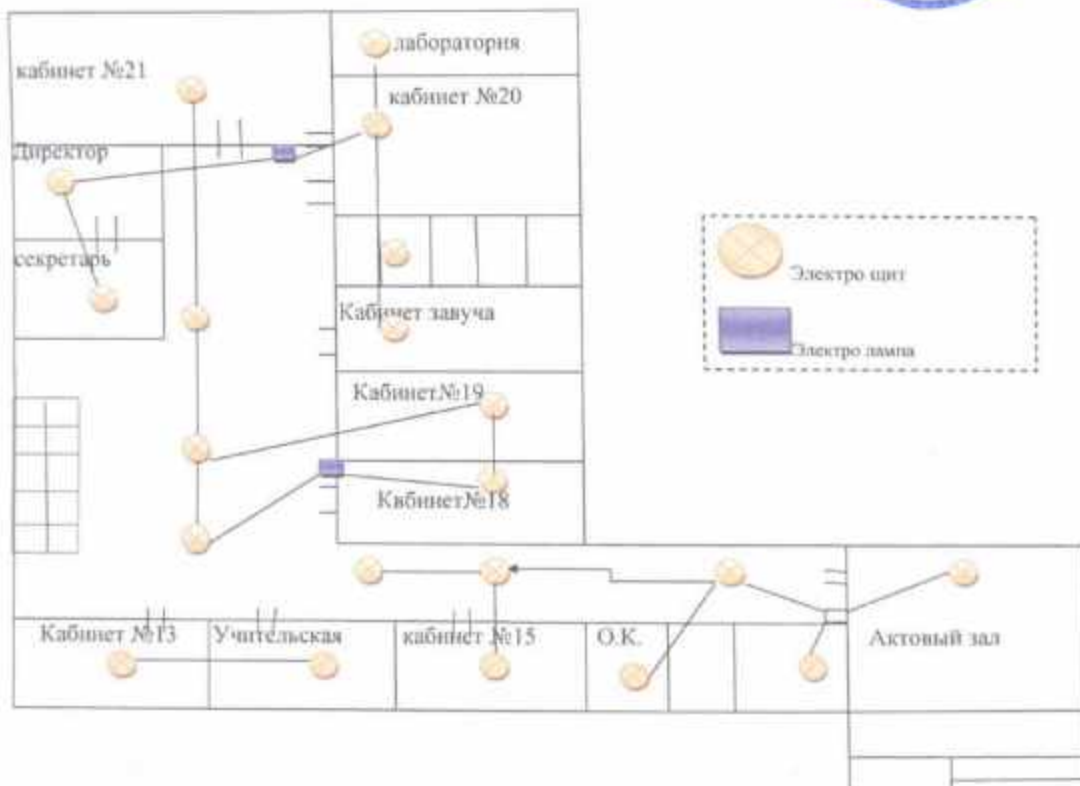 лаборатория
кабинет №21
кабинет №20
Директор
секретарь
Электро щит
Кабинет завуча
Электро лампа
Кабинет№19
Квбинет№18
Кабинет №13
Учительская
кабинет №15
О.К.
Актовый зал